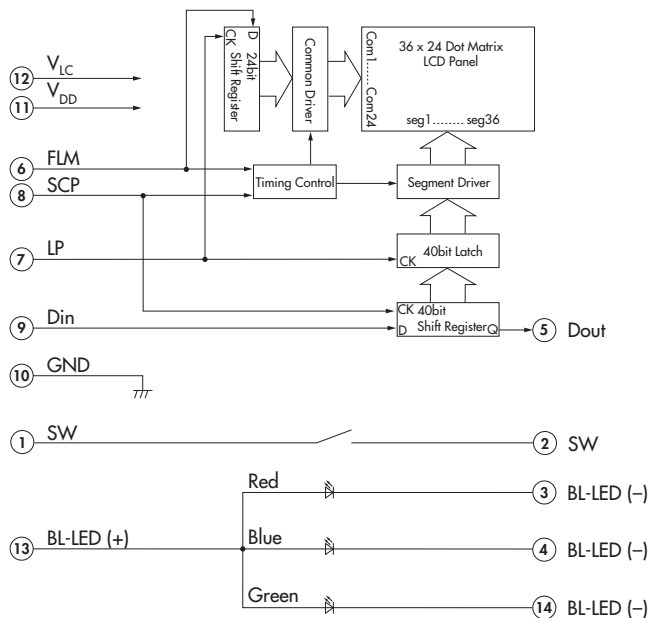 D
CK
24bit
Shift Register
Common Driver
Com1...... Com24
36 x 24 Dot Matrix
LCD Panel
seg1........ seg36
12 VLC
11 VDD
6 FLM
8 SCP
Timing Control
Segment Driver
7 LP
40bit Latch
CK
9 Din
CK 40bit
D Shift Register Q
5 Dout
10 GND
1 SW
2 SW
Red
3 BL-LED (–)
13 BL-LED (+)
Blue
4 BL-LED (–)
Green
14 BL-LED (–)